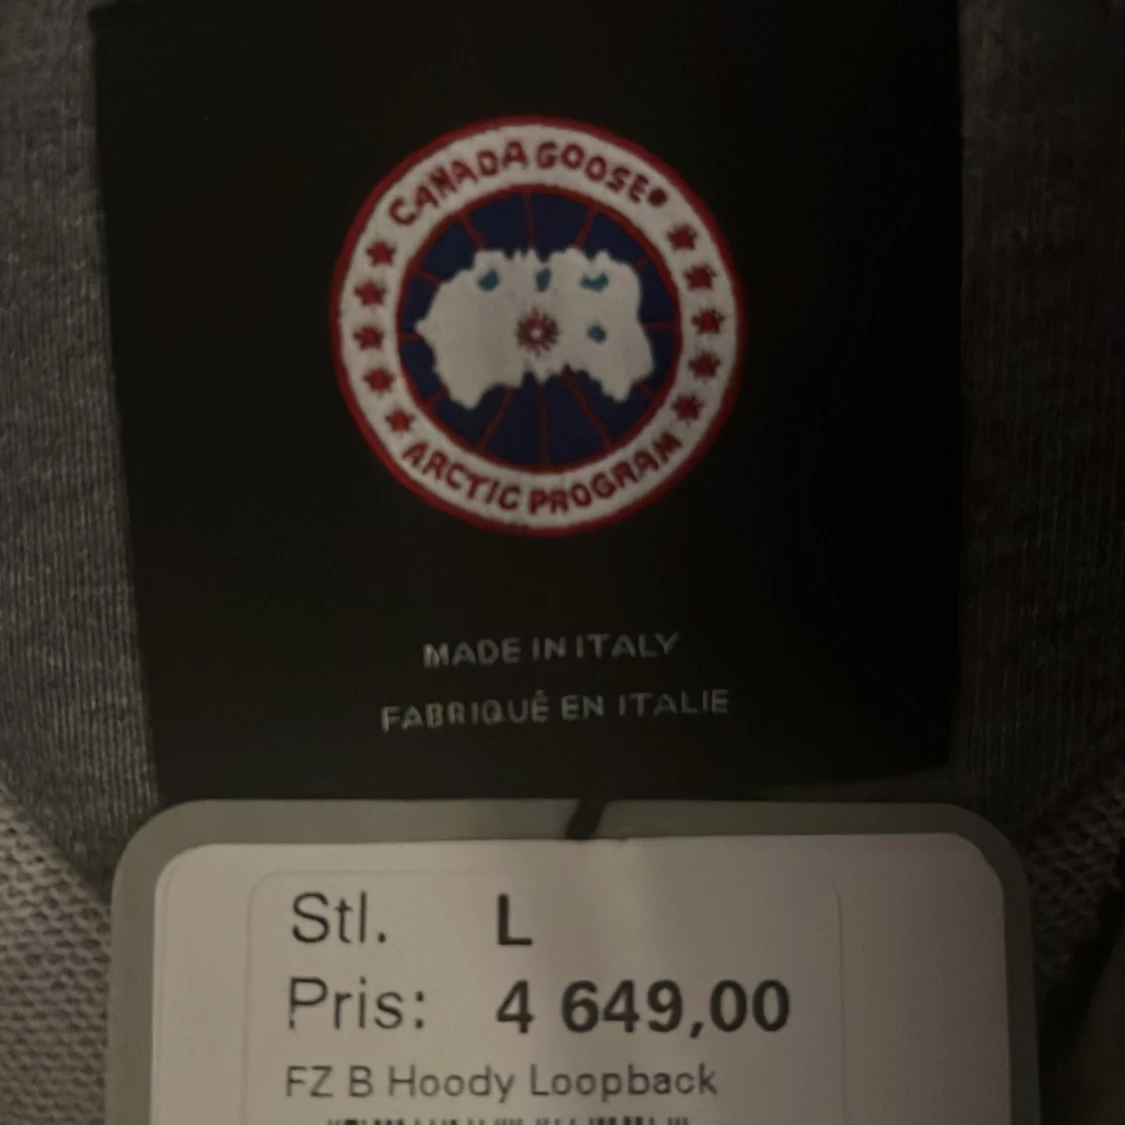 CANADA GOOSE®
ARCTIC PROGRAM
MADE IN ITALY
FABRIQUÉ EN ITALIE
Stl. L
Pris: 4 649,00
FZ B Hoody Loopback